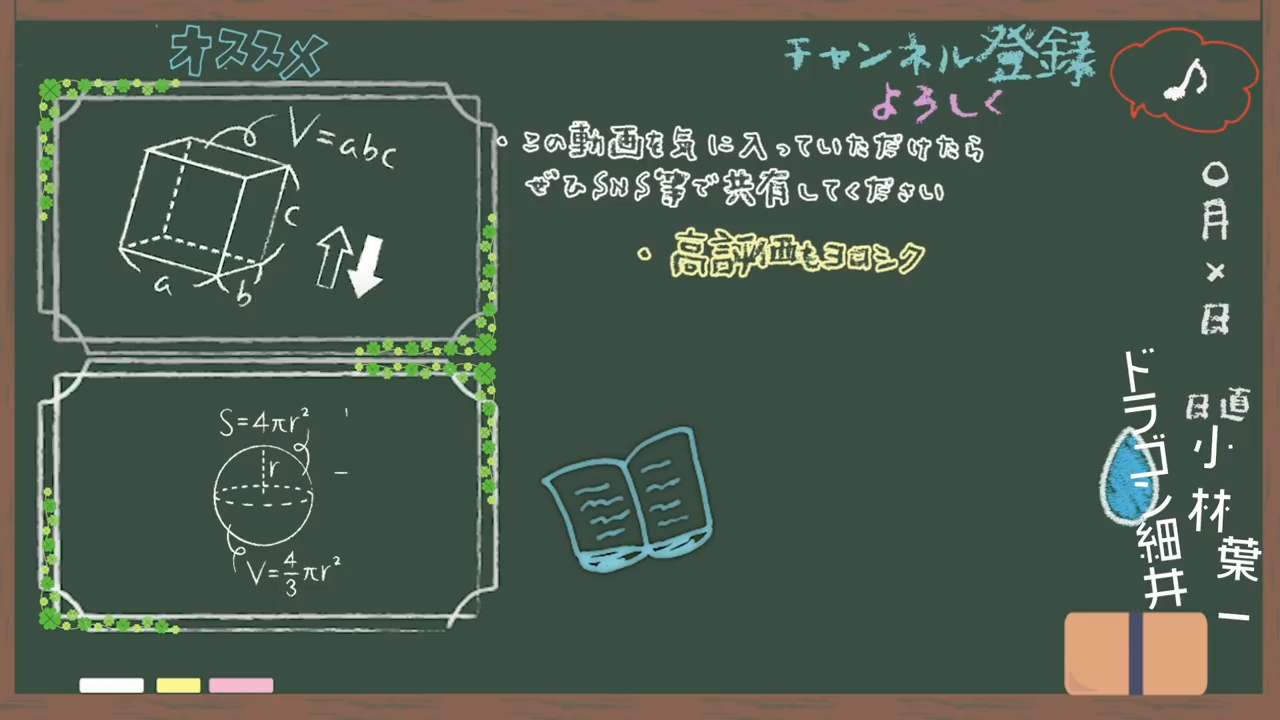 オススメ
V=abc
c
a
b
S=4πr²
r
V=4/3πr²
チャンネル登録
よろしく
・この動画を気に入っていただけたら
ぜひSNS等で共有してください
・高評価もヨロシク
〇月×日
日直
小林葉一
ドラゴン細井